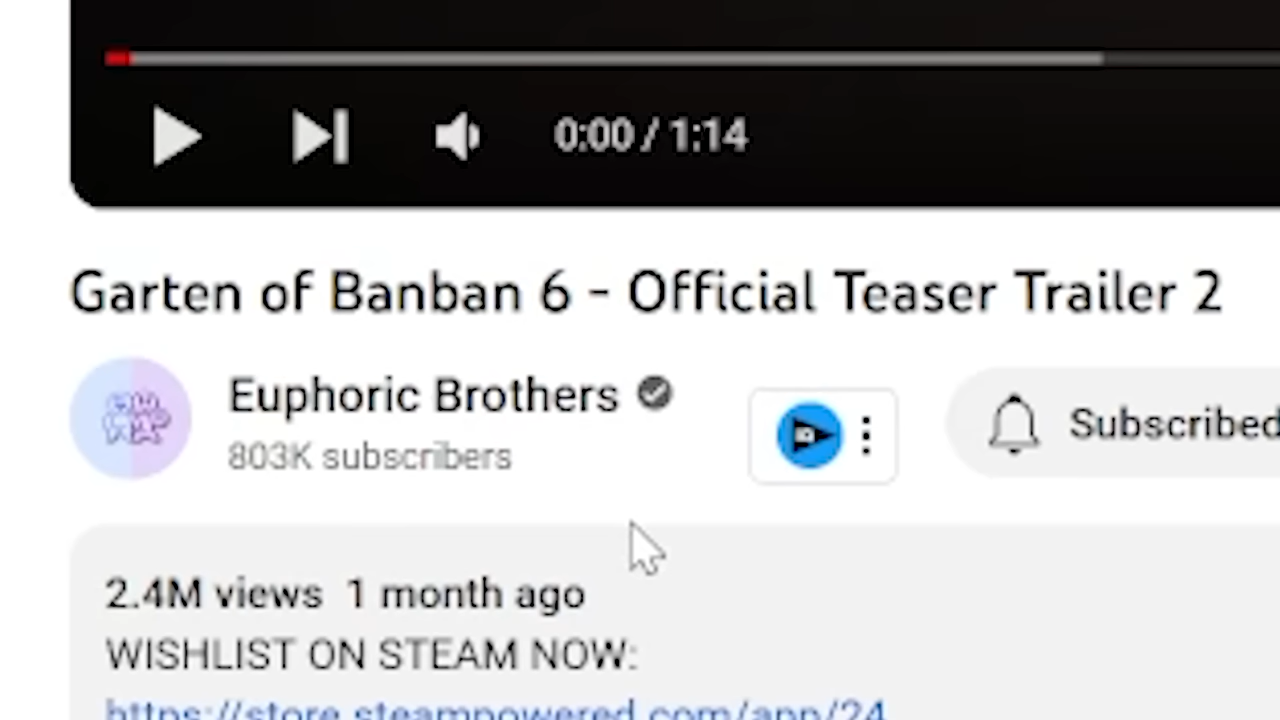 0:00 / 1:14
Garten of Banban 6 - Official Teaser Trailer 2
Euphoric Brothers
803K subscribers
Subscribed
2.4M views 1 month ago
WISHLIST ON STEAM NOW:
https://store.steampowered.com/app/24